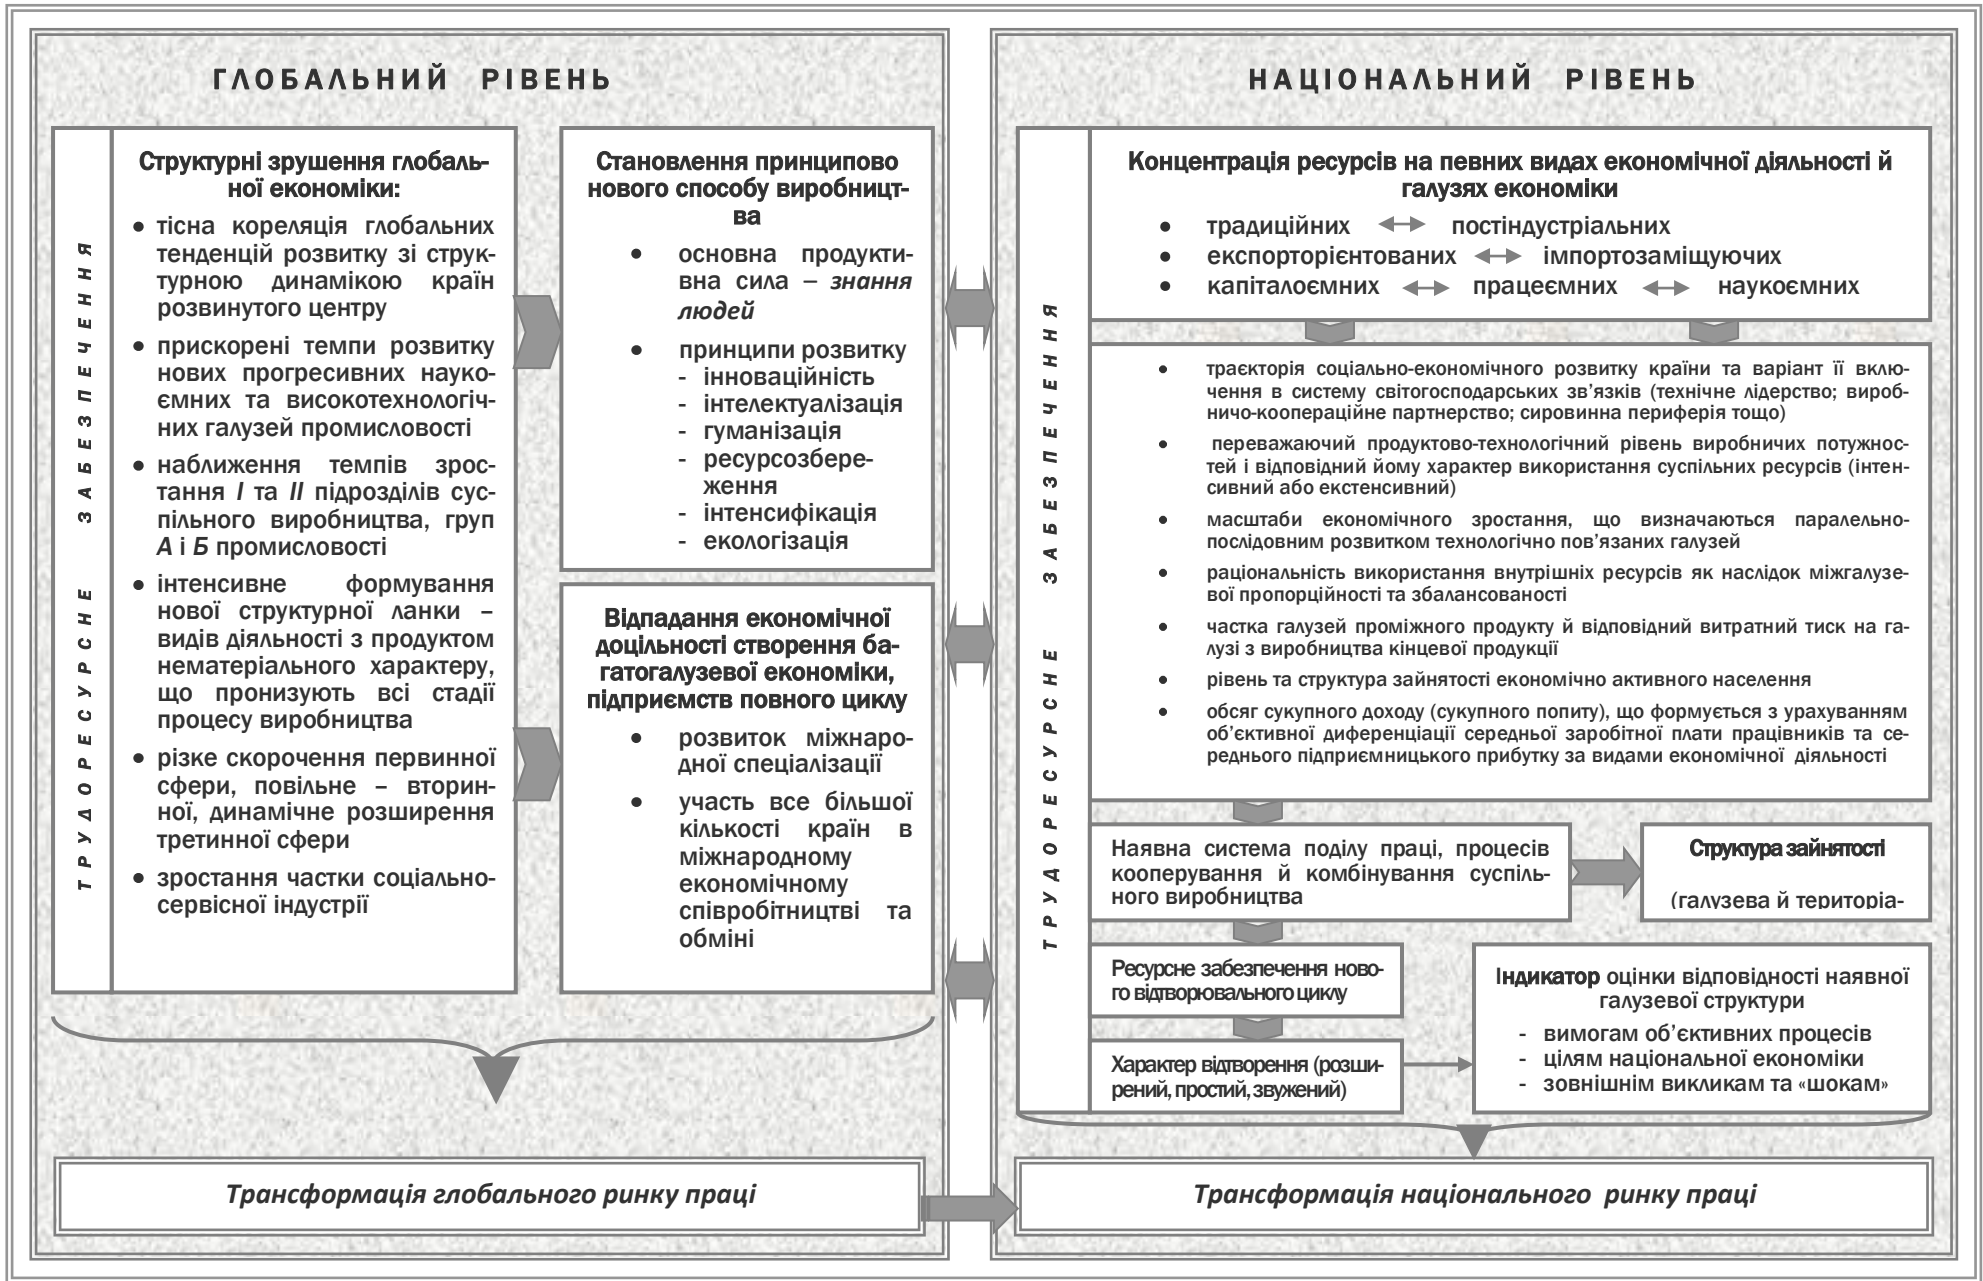 ГЛОБАЛЬНИЙ РІВЕНЬ
ТРУДОРЕСУРСНЕ ЗАБЕЗПЕЧЕННЯ
Структурні зрушення глобаль-
ної економіки:
• тісна кореляція глобальних
тенденцій розвитку зі струк-
турною динамікою країн
розвинутого центру
• прискорені темпи розвитку
нових прогресивних науко-
ємних та високотехнологіч-
них галузей промисловості
• наближення темпів зрос-
тання I та II підрозділів сус-
пільного виробництва, груп
А і Б промисловості
• інтенсивне формування
нової структурної ланки –
видів діяльності з продуктом
нематеріального характеру,
що пронизують всі стадії
процесу виробництва
• різке скорочення первинної
сфери, повільне – вторин-
ної, динамічне розширення
третинної сфери
• зростання частки соціально-
сервісної індустрії
Становлення принципово
нового способу виробницт-
ва
• основна продукти-
вна сила – знання
людей
• принципи розвитку
- інноваційність
- інтелектуалізація
- гуманізація
- ресурсозбере-
ження
- інтенсифікація
- екологізація
Відпадання економічної
доцільності створення ба-
гатогалузевої економіки,
підприємств повного циклу
• розвиток міжнаро-
дної спеціалізації
• участь все більшої
кількості країн в
міжнародному
економічному
співробітництві та
обміні
Трансформація глобального ринку праці
НАЦІОНАЛЬНИЙ РІВЕНЬ
ТРУДОРЕСУРСНЕ ЗАБЕЗПЕЧЕННЯ
Концентрація ресурсів на певних видах економічної діяльності й
галузях економіки
• традиційних постіндустріальних
• експорторієнтованих імпортозаміщуючих
• капіталоємних працеємних наукоємних
• траєкторія соціально-економічного розвитку країни та варіант її вклю-
чення в систему світогосподарських зв’язків (технічне лідерство; вироб-
ничо-коопераційне партнерство; сировинна периферія тощо)
• переважаючий продуктово-технологічний рівень виробничих потужнос-
тей і відповідний йому характер використання суспільних ресурсів (інтен-
сивний або екстенсивний)
• масштаби економічного зростання, що визначаються паралельно-
послідовним розвитком технологічно пов’язаних галузей
• раціональність використання внутрішніх ресурсів як наслідок міжгалузе-
вої пропорційності та збалансованості
• частка галузей проміжного продукту й відповідний витратний тиск на га-
лузі з виробництва кінцевої продукції
• рівень та структура зайнятості економічно активного населення
• обсяг сукупного доходу (сукупного попиту), що формується з урахуванням
об’єктивної диференціації середньої заробітної плати працівників та се-
реднього підприємницького прибутку за видами економічної діяльності
Наявна система поділу праці, процесів
кооперування й комбінування суспіль-
ного виробництва
Структура зайнятості
(галузева й територіа-
Ресурсне забезпечення ново-
го відтворювального циклу
Характер відтворення (розши-
рений, простий, звужений)
Індикатор оцінки відповідності наявної
галузевої структури
- вимогам об’єктивних процесів
- цілям національної економіки
- зовнішнім викликам та «шокам»
Трансформація національного ринку праці